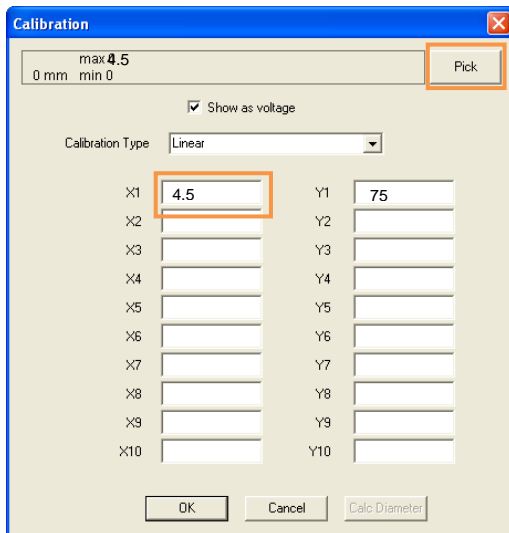 Calibration
max 4.5
0 mm min 0
Pick
Show as voltage
Calibration Type Linear
X1 4.5 Y1 75
X2 Y2
X3 Y3
X4 Y4
X5 Y5
X6 Y6
X7 Y7
X8 Y8
X9 Y9
X10 Y10
OK Cancel Calc Diameter